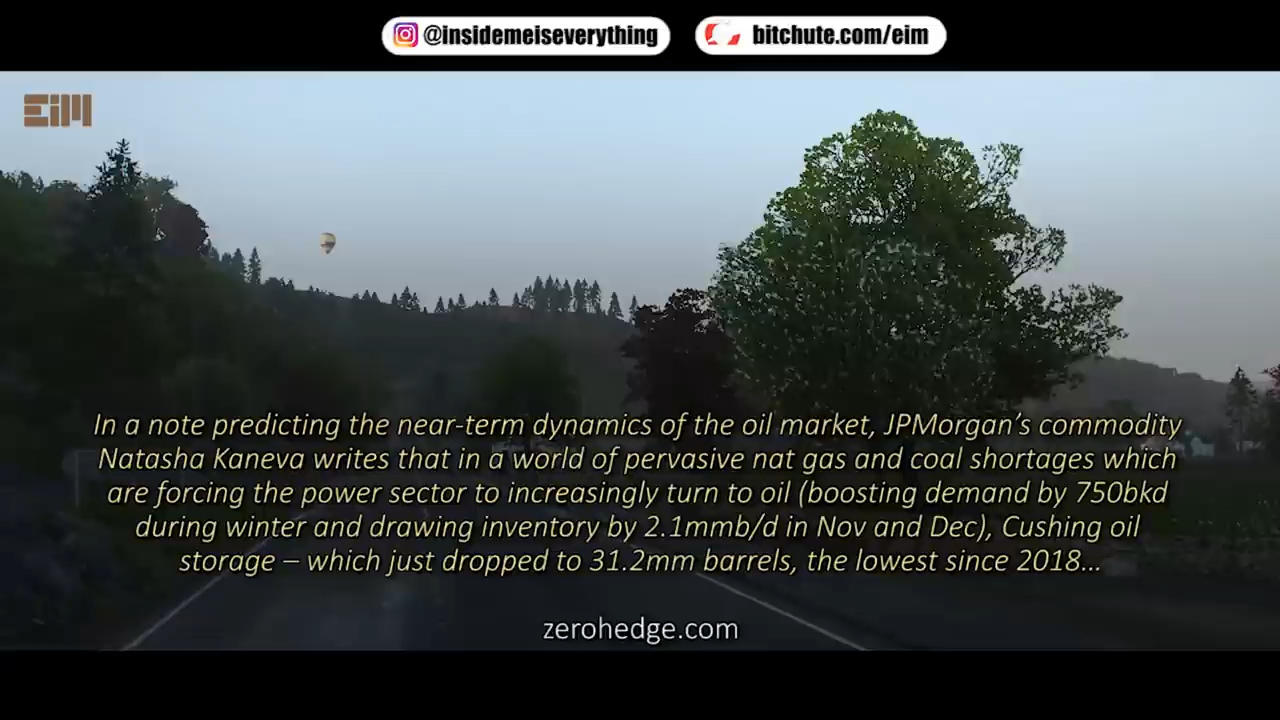 @insidemeiseverything
bitchute.com/eim
EiM
In a note predicting the near-term dynamics of the oil market, JPMorgan’s commodity
Natasha Kaneva writes that in a world of pervasive nat gas and coal shortages which
are forcing the power sector to increasingly turn to oil (boosting demand by 750bkd
during winter and drawing inventory by 2.1mmb/d in Nov and Dec), Cushing oil
storage – which just dropped to 31.2mm barrels, the lowest since 2018…
zerohedge.com